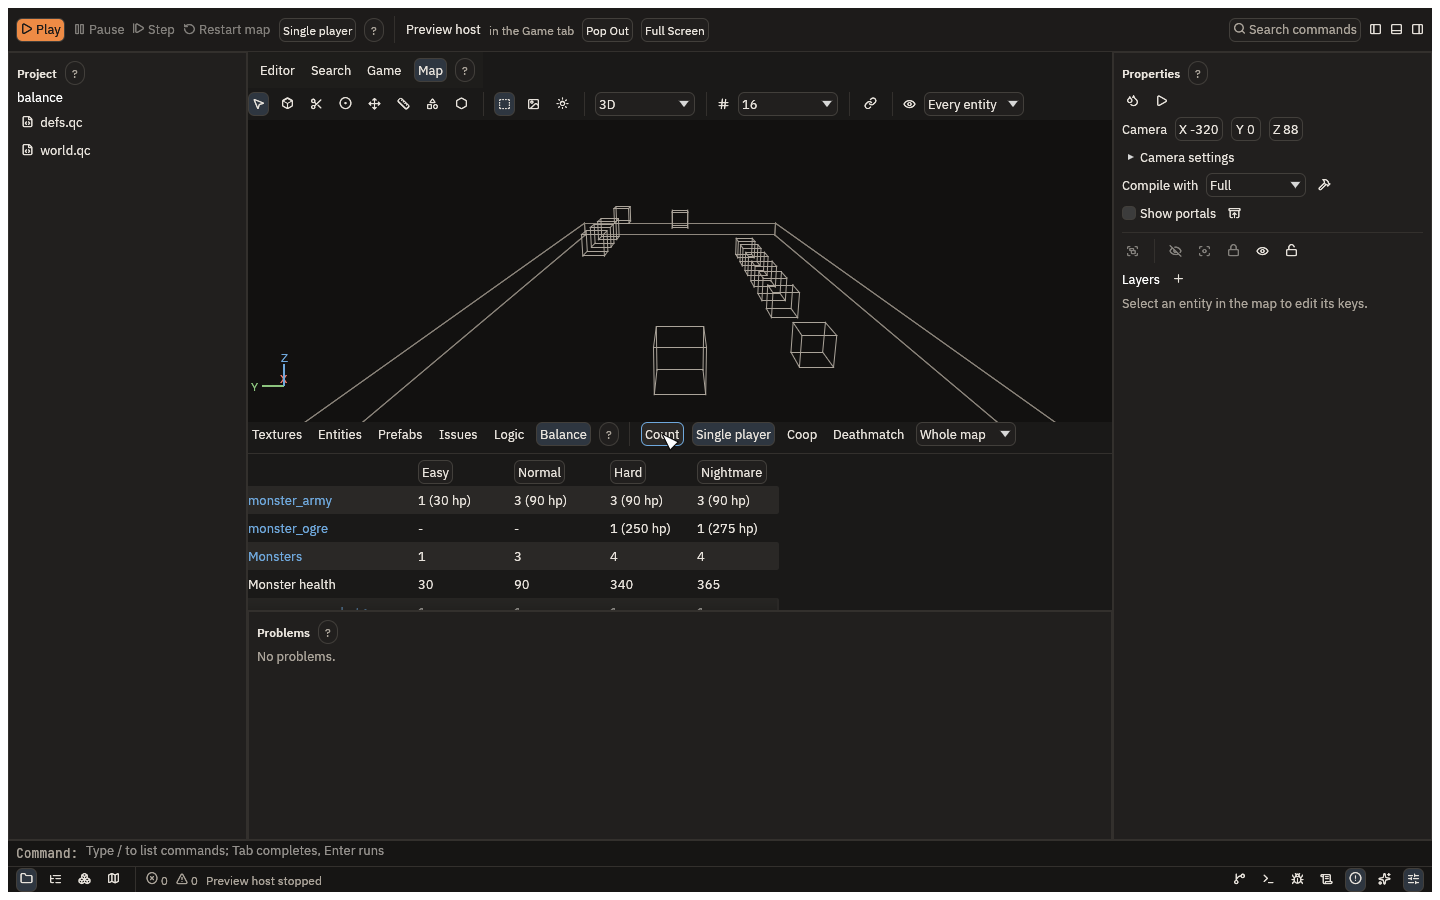 Play Pause Step Restart map Single player ? Preview host in the Game tab Pop Out Full Screen Search commands
Project ?
balance
defs.qc
world.qc
Editor Search Game Map ?
3D # 16 Every entity
Z
X
Y
Textures Entities Prefabs Issues Logic Balance ? Count Single player Coop Deathmatch Whole map
Easy Normal Hard Nightmare
monster_army 1 (30 hp) 3 (90 hp) 3 (90 hp) 3 (90 hp)
monster_ogre - - 1 (250 hp) 1 (275 hp)
Monsters 1 3 4 4
Monster health 30 90 340 365
Problems ?
No problems.
Properties ?
Camera X -320 Y 0 Z 88
Camera settings
Compile with Full
Show portals
Layers +
Select an entity in the map to edit its keys.
Command: Type / to list commands; Tab completes, Enter runs
0 0 Preview host stopped